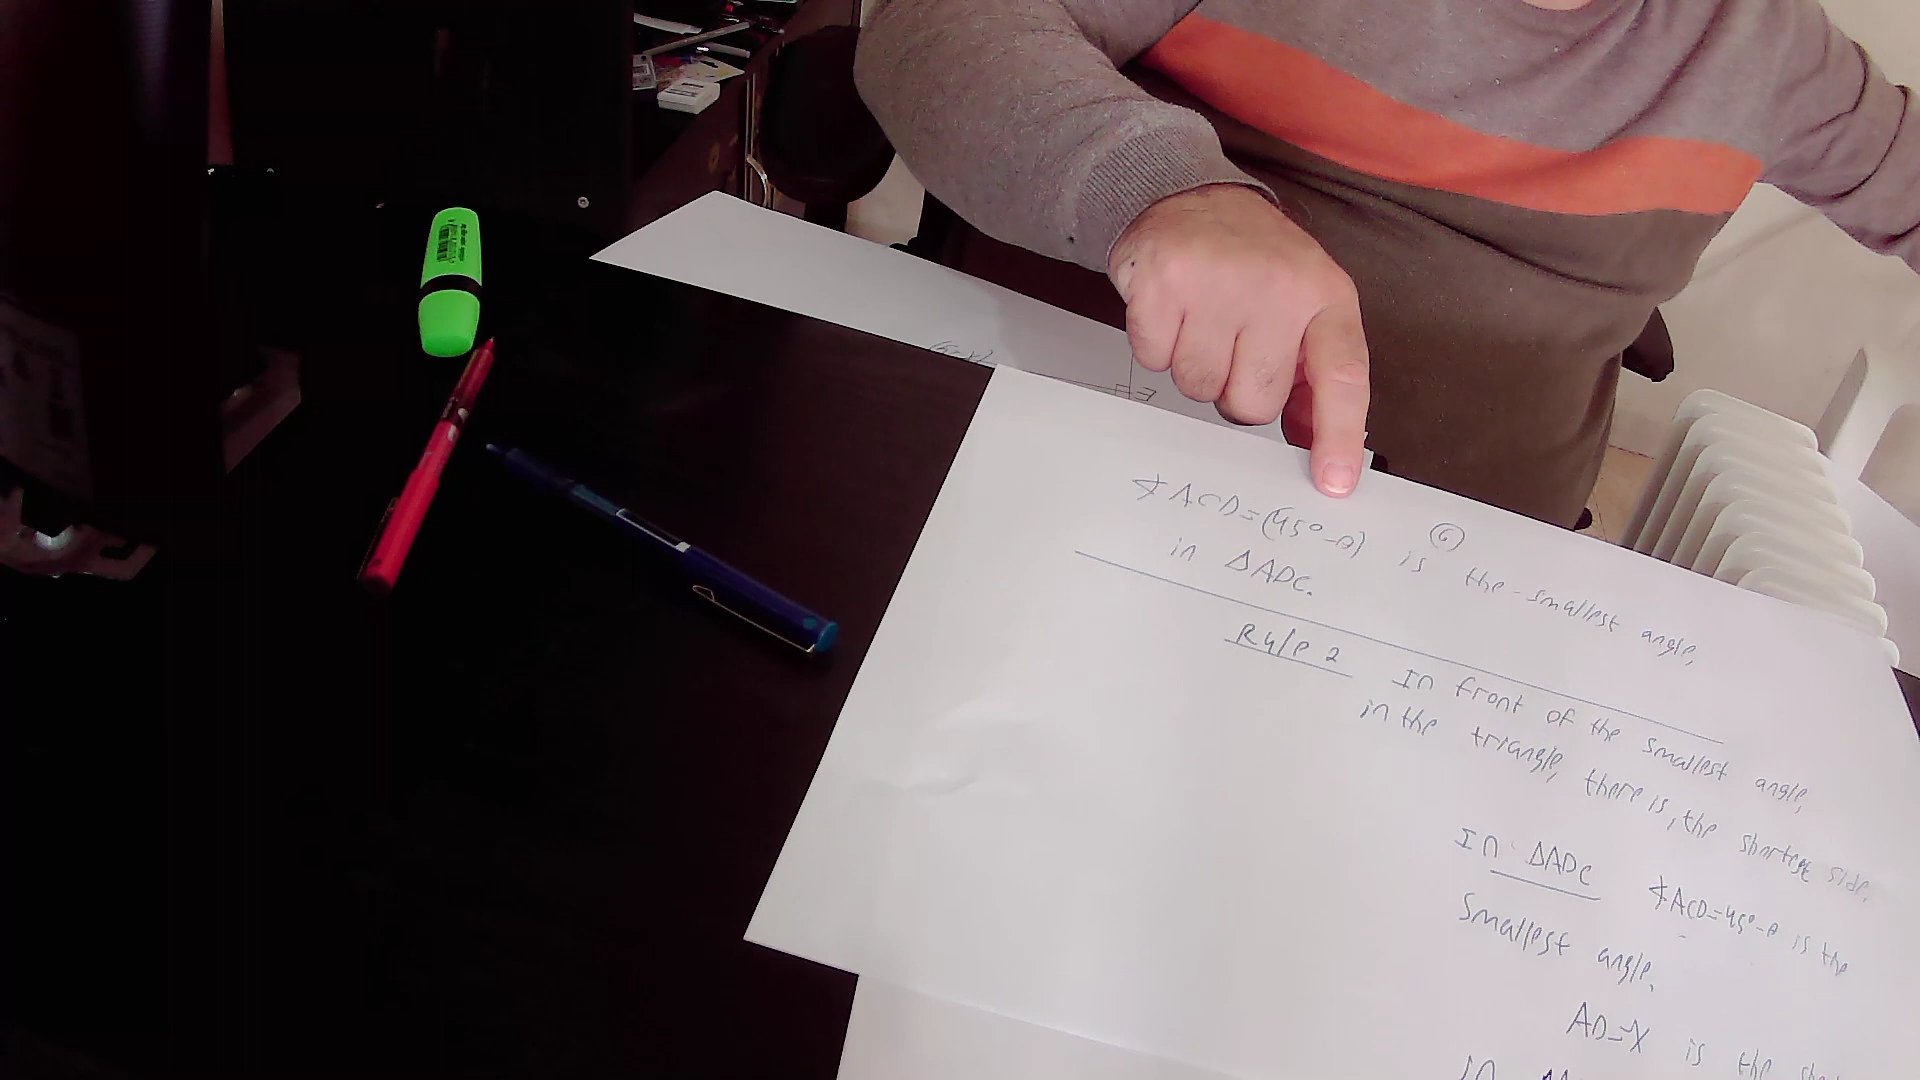 (6)
∢ACD=(45°-θ) is the smallest angle,
in ΔADC.
Rule 2 In front of the smallest angle,
in the triangle, there is, the shortest side.
In ΔADC ∢ACD=45°-θ is the
smallest angle.
AD=X is the
In
E